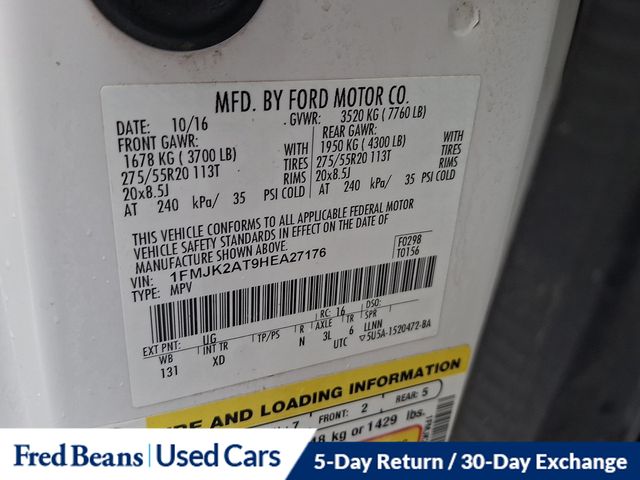 MFD. BY FORD MOTOR CO.
DATE: 10/16 GVWR: 3520 KG ( 7760 LB)
FRONT GAWR: REAR GAWR:
1678 KG ( 3700 LB) WITH 1950 KG ( 4300 LB) WITH
275/55R20 113T TIRES 275/55R20 113T TIRES
20x8.5J RIMS 20x8.5J RIMS
AT 240 kPa/ 35 PSI COLD AT 240 kPa/ 35 PSI COLD
THIS VEHICLE CONFORMS TO ALL APPLICABLE FEDERAL MOTOR
VEHICLE SAFETY STANDARDS IN EFFECT ON THE DATE OF
MANUFACTURE SHOWN ABOVE. F0298
VIN: 1FMJK2AT9HEA27176 T0156
TYPE: MPV
RC: 16 DSO:
EXT PNT: UG
WB INT TR TP/PS R AXLE TR SPR
131 XD N 3L 6 LLNN
UTC 5U5A-1520472-BA
RE AND LOADING INFORMATION
7 FRONT: 2 REAR: 5
48 kg or 1429 lbs.
Fred Beans Used Cars 5-Day Return / 30-Day Exchange